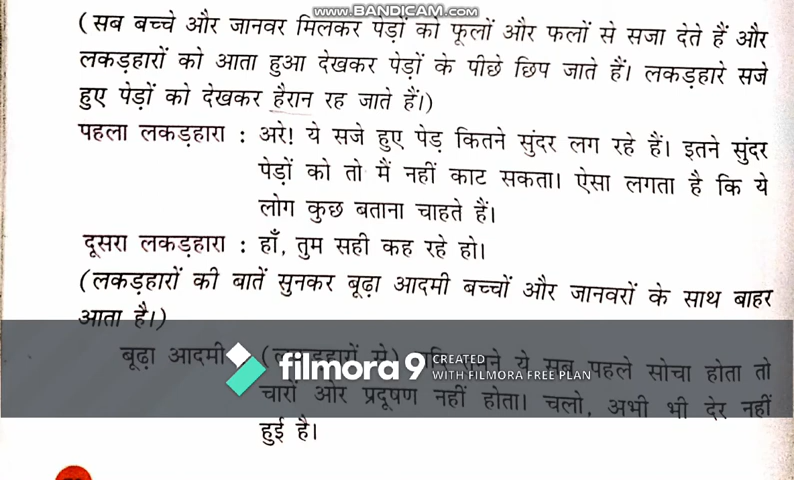 www.BANDICAM.com
(सब बच्चे और जानवर मिलकर पेड़ों को फूलों और फलों से सजा देते हैं और
लकड़हारों को आता हुआ देखकर पेड़ों के पीछे छिप जाते हैं। लकड़हारे सजे
हुए पेड़ों को देखकर हैरान रह जाते हैं।)
पहला लकड़हारा : अरे! ये सजे हुए पेड़ कितने सुंदर लग रहे हैं। इतने सुंदर
पेड़ों को तो मैं नहीं काट सकता। ऐसा लगता है कि ये
लोग कुछ बताना चाहते हैं।
दूसरा लकड़हारा : हाँ, तुम सही कह रहे हो।
(लकड़हारों की बातें सुनकर बूढ़ा आदमी बच्चों और जानवरों के साथ बाहर
आता है।)
बूढ़ा आदमी (लकड़हारों से) ये सब पहले सोचा होता तो
filmora9 CREATED
WITH FILMORA FREE PLAN
चारों ओर प्रदूषण नहीं होता। चलो, अभी भी देर नहीं
हुई है।